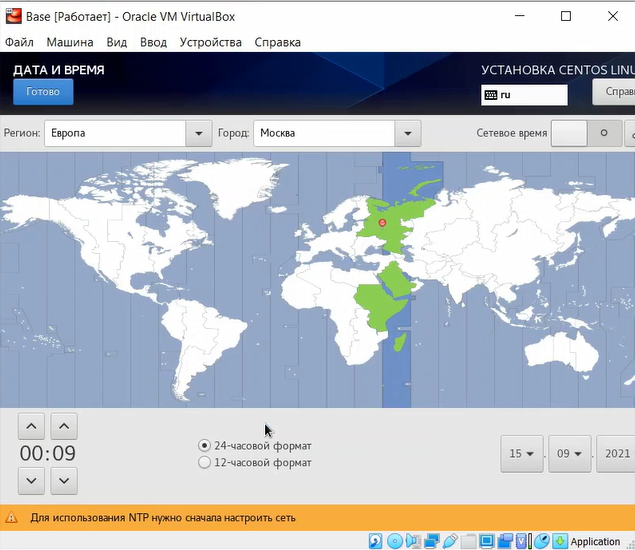 Base [Работает] - Oracle VM VirtualBox
Файл Машина Вид Ввод Устройства Справка
ДАТА И ВРЕМЯ
УСТАНОВКА CENTOS LINU
Готово
ru
Справ
Регион: Европа Город: Москва Сетевое время
00:09
24-часовой формат
12-часовой формат
15 . 09 . 2021
Для использования NTP нужно сначала настроить сеть
Application